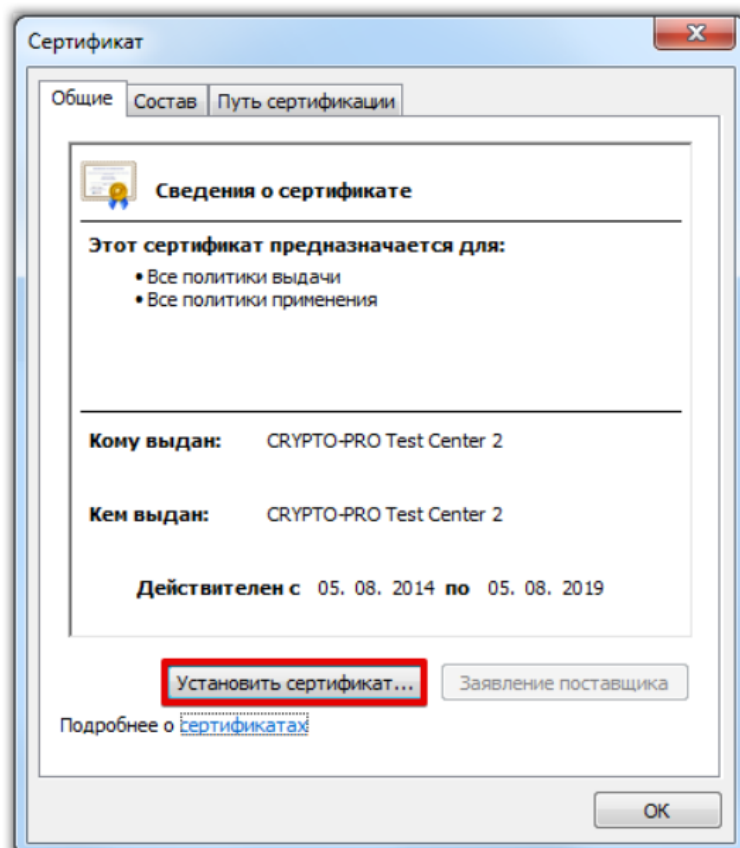 Сертификат
Общие Состав Путь сертификации
Сведения о сертификате
Этот сертификат предназначается для:
• Все политики выдачи
• Все политики применения
Кому выдан: CRYPTO-PRO Test Center 2
Кем выдан: CRYPTO-PRO Test Center 2
Действителен с 05. 08. 2014 по 05. 08. 2019
Установить сертификат... Заявление поставщика
Подробнее о сертификатах
ОК